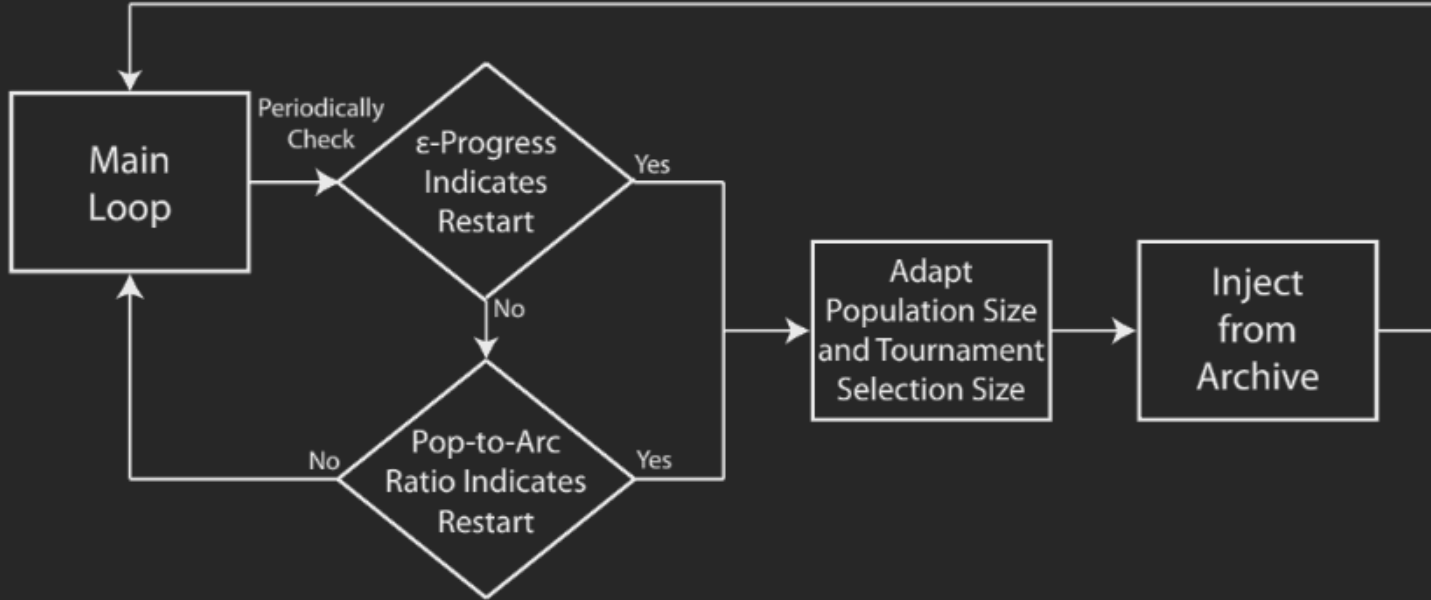 Main
Loop
Periodically
Check
ε-Progress
Indicates
Restart
Yes
No
Pop-to-Arc
Ratio Indicates
Restart
No
Yes
Adapt
Population Size
and Tournament
Selection Size
Inject
from
Archive